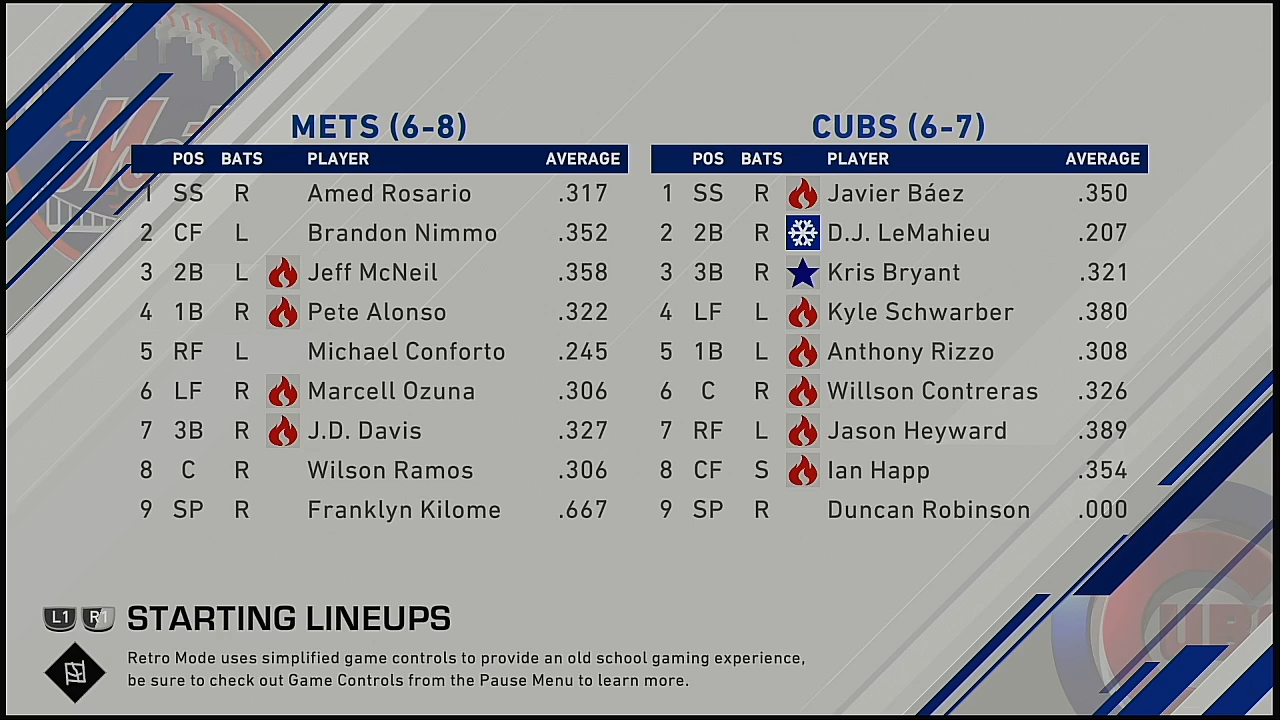 METS (6-8)
POS BATS PLAYER AVERAGE
1 SS R Amed Rosario .317
2 CF L Brandon Nimmo .352
3 2B L Jeff McNeil .358
4 1B R Pete Alonso .322
5 RF L Michael Conforto .245
6 LF R Marcell Ozuna .306
7 3B R J.D. Davis .327
8 C R Wilson Ramos .306
9 SP R Franklyn Kilome .667
CUBS (6-7)
POS BATS PLAYER AVERAGE
1 SS R Javier Báez .350
2 2B R D.J. LeMahieu .207
3 3B R Kris Bryant .321
4 LF L Kyle Schwarber .380
5 1B L Anthony Rizzo .308
6 C R Willson Contreras .326
7 RF L Jason Heyward .389
8 CF S Ian Happ .354
9 SP R Duncan Robinson .000
Mets
CUBS
L1 R1 STARTING LINEUPS
Retro Mode uses simplified game controls to provide an old school gaming experience,
be sure to check out Game Controls from the Pause Menu to learn more.